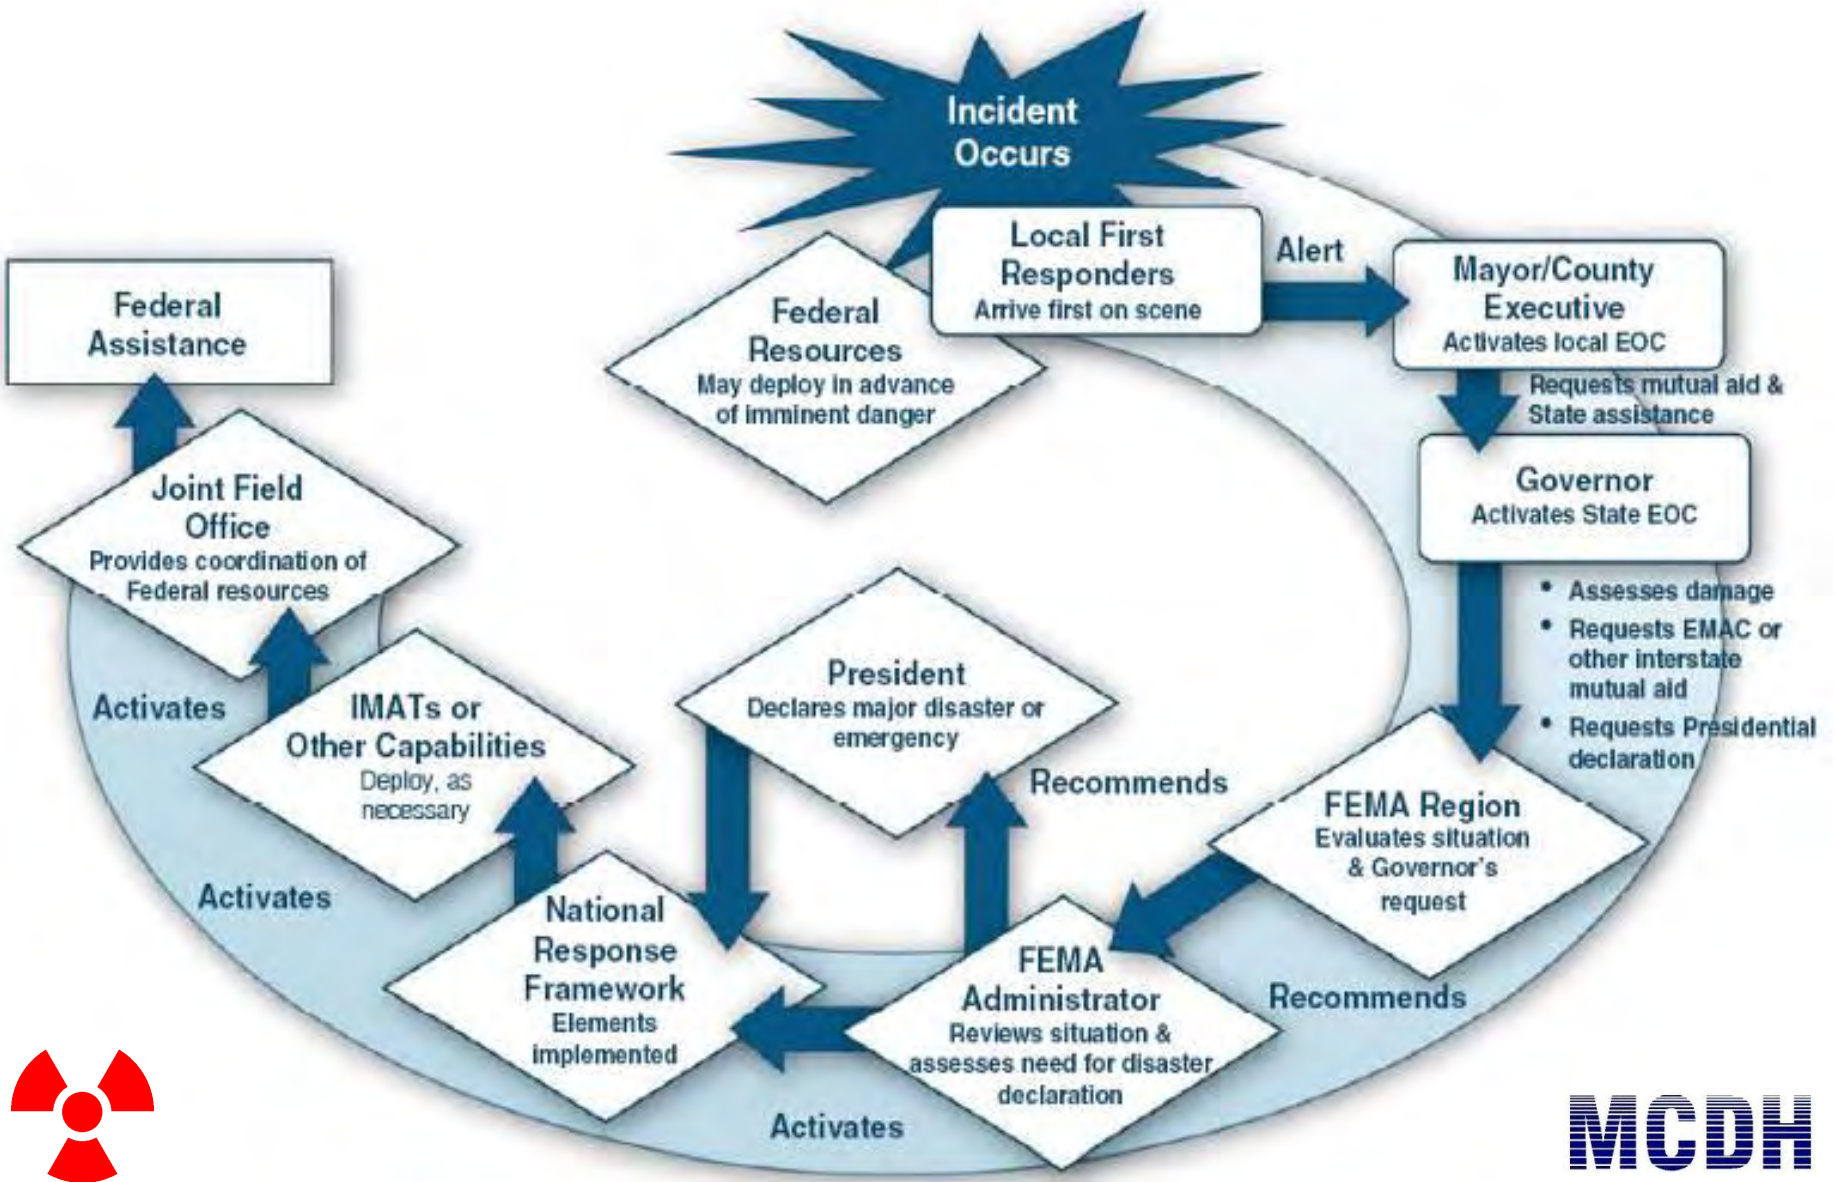 Incident
Occurs
Local First
Responders
Arrive first on scene
Alert
Mayor/County
Executive
Activates local EOC
Requests mutual aid &
State assistance
Governor
Activates State EOC
• Assesses damage
• Requests EMAC or
other interstate
mutual aid
• Requests Presidential
declaration
FEMA Region
Evaluates situation
& Governor's
request
Recommends
FEMA
Administrator
Reviews situation &
assesses need for disaster
declaration
Recommends
President
Declares major disaster or
emergency
Activates
National
Response
Framework
Elements
implemented
Activates
IMATs or
Other Capabilities
Deploy, as
necessary
Activates
Joint Field
Office
Provides coordination of
Federal resources
Federal
Assistance
Federal
Resources
May deploy in advance
of imminent danger
MCDH